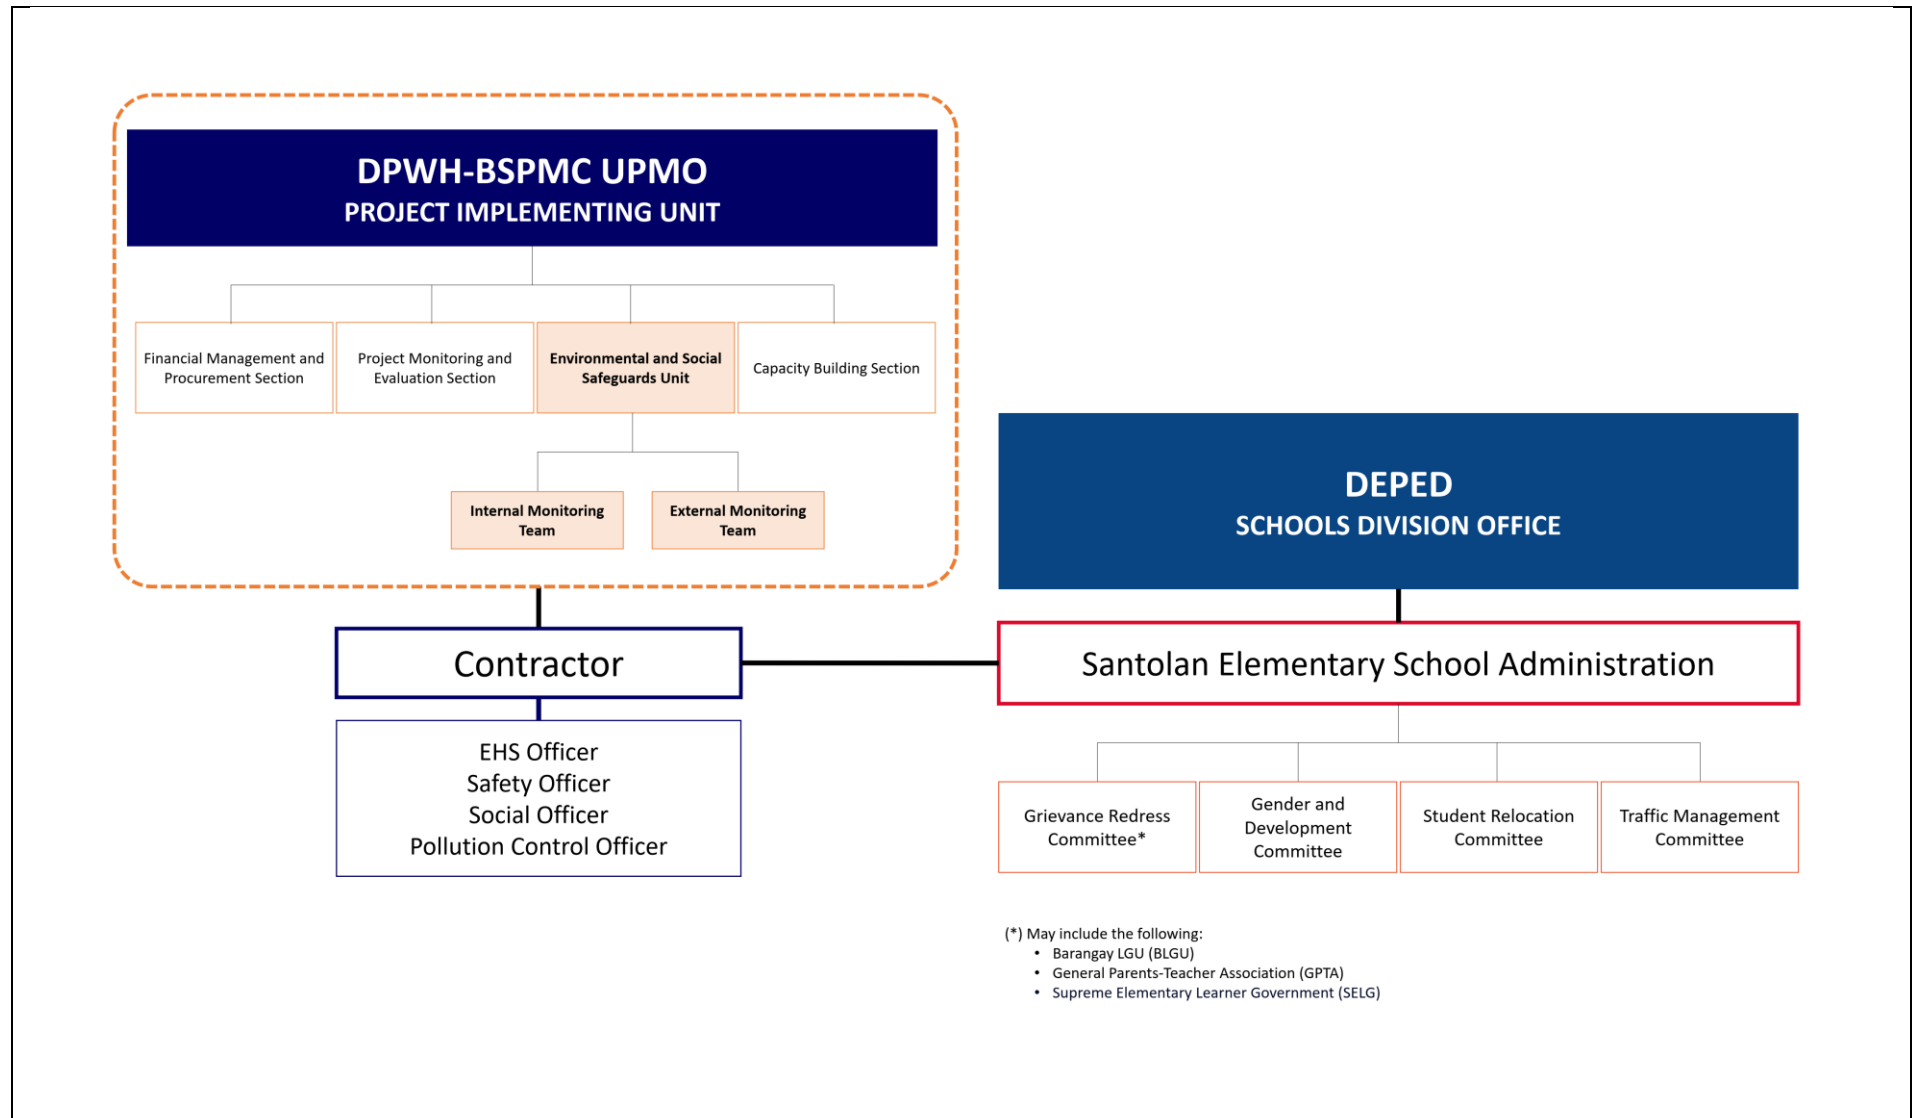 DPWH-BSPMC UPMO
PROJECT IMPLEMENTING UNIT
Financial Management and
Procurement Section
Project Monitoring and
Evaluation Section
Environmental and Social
Safeguards Unit
Capacity Building Section
Internal Monitoring
Team
External Monitoring
Team
DEPED
SCHOOLS DIVISION OFFICE
Contractor
Santolan Elementary School Administration
EHS Officer
Safety Officer
Social Officer
Pollution Control Officer
Grievance Redress
Committee*
Gender and
Development
Committee
Student Relocation
Committee
Traffic Management
Committee
(*) May include the following:
• Barangay LGU (BLGU)
• General Parents-Teacher Association (GPTA)
• Supreme Elementary Learner Government (SELG)